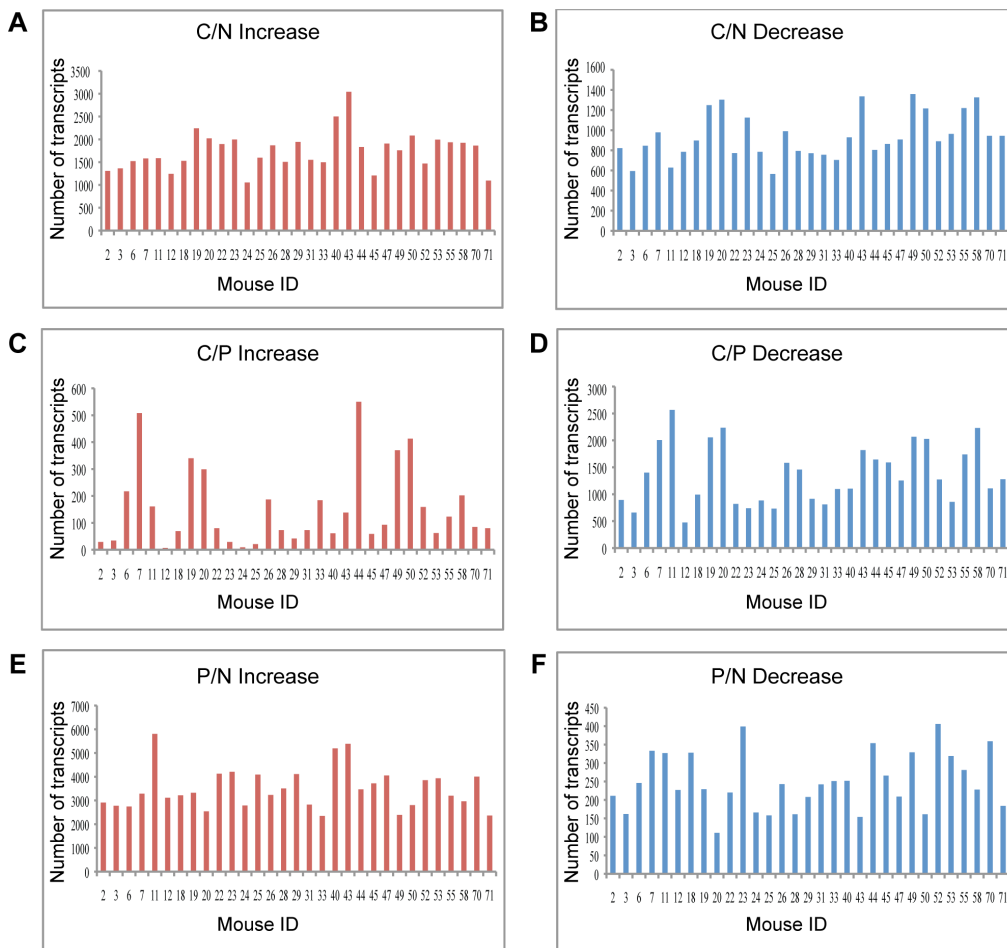 A
C/N Increase
Number of transcripts
3500
3000
2500
2000
1500
1000
500
0
2 3 6 7 11 12 18 19 20 22 23 24 25 26 28 29 31 33 40 43 44 45 47 49 50 52 53 55 58 70 71
Mouse ID
B
C/N Decrease
Number of transcripts
1600
1400
1200
1000
800
600
400
200
0
2 3 6 7 11 12 18 19 20 22 23 24 25 26 28 29 31 33 40 43 44 45 47 49 50 52 53 55 58 70 71
Mouse ID
C
C/P Increase
Number of transcripts
600
500
400
300
200
100
0
2 3 6 7 11 12 18 19 20 22 23 24 25 26 28 29 31 33 40 43 44 45 47 49 50 52 53 55 58 70 71
Mouse ID
D
C/P Decrease
Number of transcripts
3000
2500
2000
1500
1000
500
0
2 3 6 7 11 12 18 19 20 22 23 24 25 26 28 29 31 33 40 43 44 45 47 49 50 52 53 55 58 70 71
Mouse ID
E
P/N Increase
Number of transcripts
7000
6000
5000
4000
3000
2000
1000
0
2 3 6 7 11 12 18 19 20 22 23 24 25 26 28 29 31 33 40 43 44 45 47 49 50 52 53 55 58 70 71
Mouse ID
F
P/N Decrease
Number of transcripts
450
400
350
300
250
200
150
100
50
0
2 3 6 7 11 12 18 19 20 22 23 24 25 26 28 29 31 33 40 43 44 45 47 49 50 52 53 55 58 70 71
Mouse ID